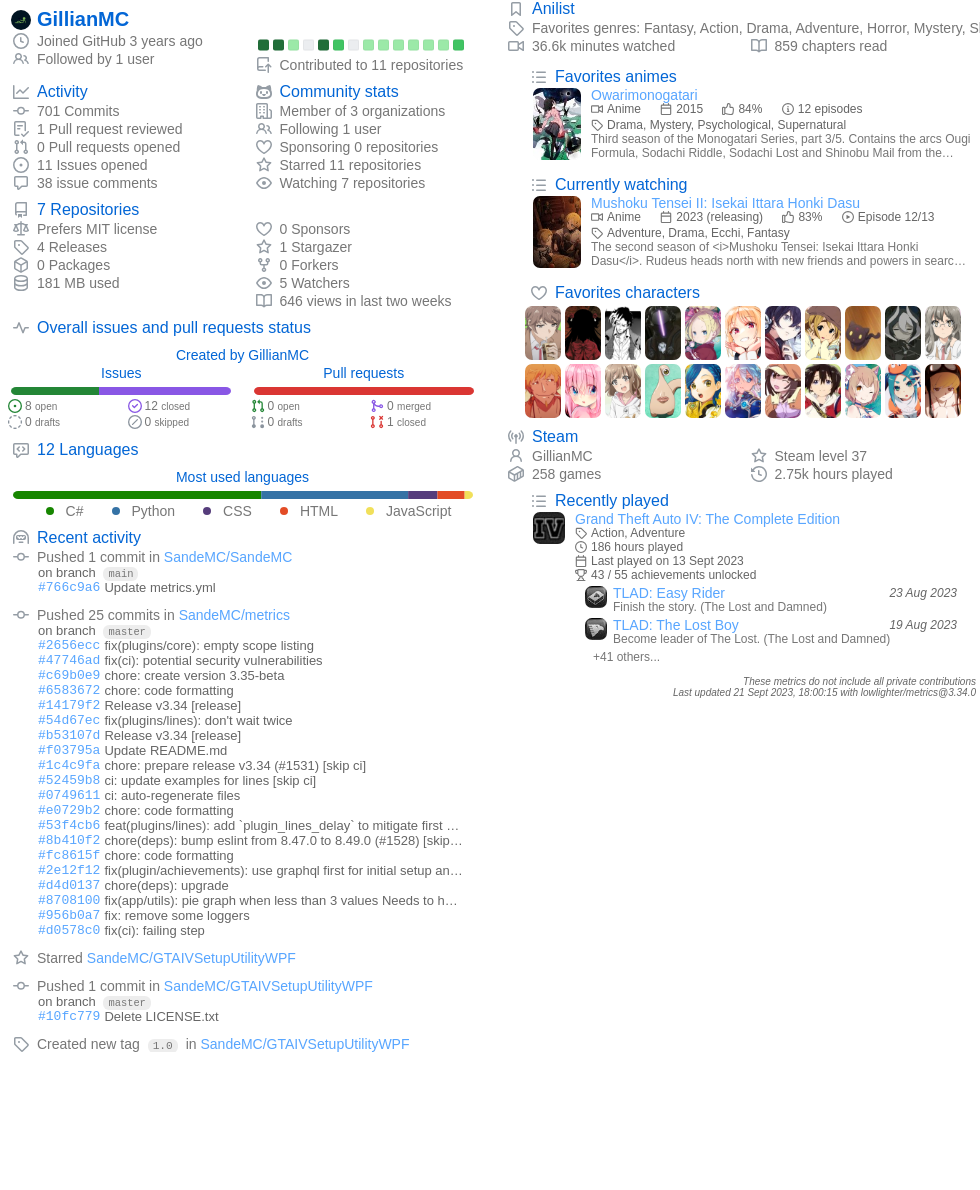 GillianMC
Joined GitHub 3 years ago
Followed by 1 user
Contributed to 11 repositories
Activity
701 Commits
1 Pull request reviewed
0 Pull requests opened
11 Issues opened
38 issue comments
Community stats
Member of 3 organizations
Following 1 user
Sponsoring 0 repositories
Starred 11 repositories
Watching 7 repositories
7 Repositories
Prefers MIT license
4 Releases
0 Packages
181 MB used
0 Sponsors
1 Stargazer
0 Forkers
5 Watchers
646 views in last two weeks
Overall issues and pull requests status
Created by GillianMC
Issues
8 open
12 closed
0 drafts
0 skipped
Pull requests
0 open
0 merged
0 drafts
1 closed
12 Languages
Most used languages
C# Python CSS HTML JavaScript
Recent activity
Pushed 1 commit in SandeMC/SandeMC
on branch main
#766c9a6 Update metrics.yml
Pushed 25 commits in SandeMC/metrics
on branch master
#2656ecc fix(plugins/core): empty scope listing
#47746ad fix(ci): potential security vulnerabilities
#c69b0e9 chore: create version 3.35-beta
#6583672 chore: code formatting
#14179f2 Release v3.34 [release]
#54d67ec fix(plugins/lines): don't wait twice
#b53107d Release v3.34 [release]
#f03795a Update README.md
#1c4c9fa chore: prepare release v3.34 (#1531) [skip ci]
#52459b8 ci: update examples for lines [skip ci]
#0749611 ci: auto-regenerate files
#e0729b2 chore: code formatting
#53f4cb6 feat(plugins/lines): add `plugin_lines_delay` to mitigate first …
#8b410f2 chore(deps): bump eslint from 8.47.0 to 8.49.0 (#1528) [skip…
#fc8615f chore: code formatting
#2e12f12 fix(plugin/achievements): use graphql first for initial setup an…
#d4d0137 chore(deps): upgrade
#8708100 fix(app/utils): pie graph when less than 3 values Needs to h…
#956b0a7 fix: remove some loggers
#d0578c0 fix(ci): failing step
Starred SandeMC/GTAIVSetupUtilityWPF
Pushed 1 commit in SandeMC/GTAIVSetupUtilityWPF
on branch master
#10fc779 Delete LICENSE.txt
Created new tag 1.0 in SandeMC/GTAIVSetupUtilityWPF
Anilist
Favorites genres: Fantasy, Action, Drama, Adventure, Horror, Mystery, Sl
36.6k minutes watched
859 chapters read
Favorites animes
Owarimonogatari
Anime 2015 84% 12 episodes
Drama, Mystery, Psychological, Supernatural
Third season of the Monogatari Series, part 3/5. Contains the arcs Ougi
Formula, Sodachi Riddle, Sodachi Lost and Shinobu Mail from the…
Currently watching
Mushoku Tensei II: Isekai Ittara Honki Dasu
Anime 2023 (releasing) 83% Episode 12/13
Adventure, Drama, Ecchi, Fantasy
The second season of <i>Mushoku Tensei: Isekai Ittara Honki
Dasu</i>. Rudeus heads north with new friends and powers in searc…
Favorites characters
Steam
GillianMC
258 games
Steam level 37
2.75k hours played
Recently played
IV
Grand Theft Auto IV: The Complete Edition
Action, Adventure
186 hours played
Last played on 13 Sept 2023
43 / 55 achievements unlocked
TLAD: Easy Rider 23 Aug 2023
Finish the story. (The Lost and Damned)
TLAD: The Lost Boy 19 Aug 2023
Become leader of The Lost. (The Lost and Damned)
+41 others...
These metrics do not include all private contributions
Last updated 21 Sept 2023, 18:00:15 with lowlighter/metrics@3.34.0